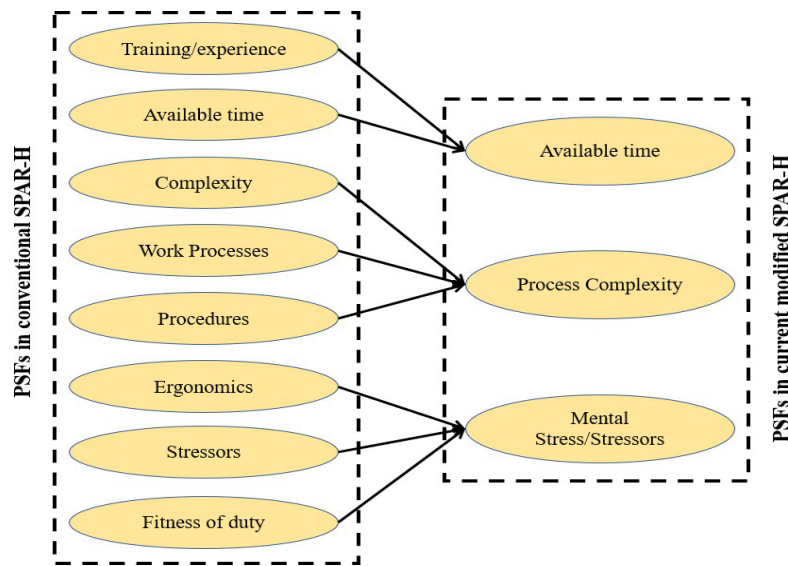 PSFs in conventional SPAR-H
Training/experience
Available time
Complexity
Work Processes
Procedures
Ergonomics
Stressors
Fitness of duty
Available time
Process Complexity
Mental
Stress/Stressors
PSFs in current modified SPAR-H